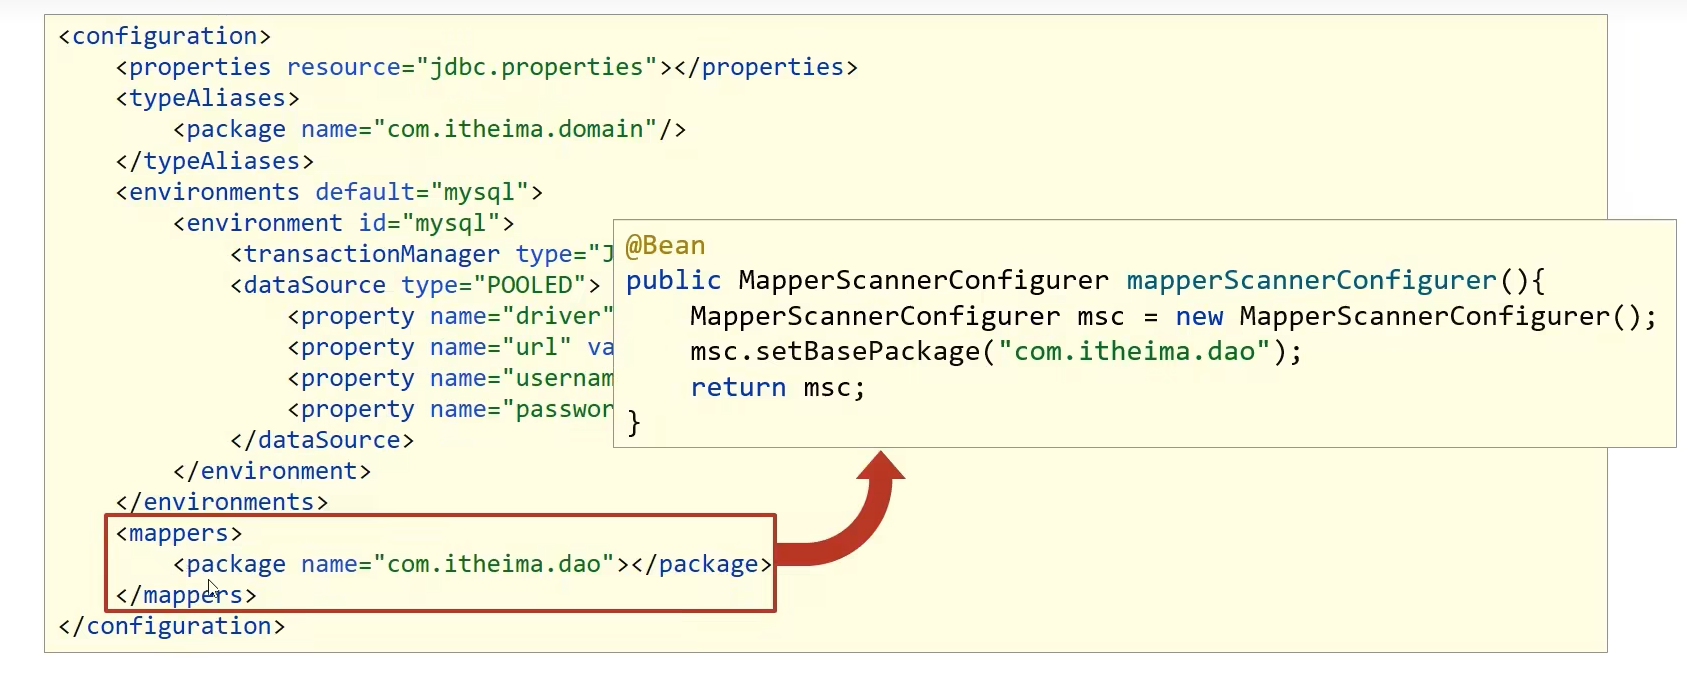 <configuration>
<properties resource="jdbc.properties"></properties>
<typeAliases>
<package name="com.itheima.domain"/>
</typeAliases>
<environments default="mysql">
<environment id="mysql">
<transactionManager type="J
<dataSource type="POOLED">
<property name="driver"
<property name="url" va
<property name="usernam
<property name="passwor
</dataSource>
</environment>
</environments>
<mappers>
<package name="com.itheima.dao"></package>
</mappers>
</configuration>
@Bean
public MapperScannerConfigurer mapperScannerConfigurer(){
MapperScannerConfigurer msc = new MapperScannerConfigurer();
msc.setBasePackage("com.itheima.dao");
return msc;
}